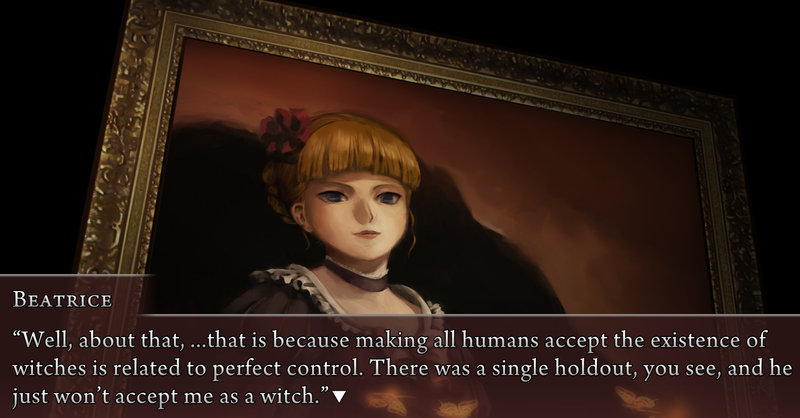 Beatrice
“Well, about that, ...that is because making all humans accept the existence of
witches is related to perfect control. There was a single holdout, you see, and he
just won’t accept me as a witch.”▼